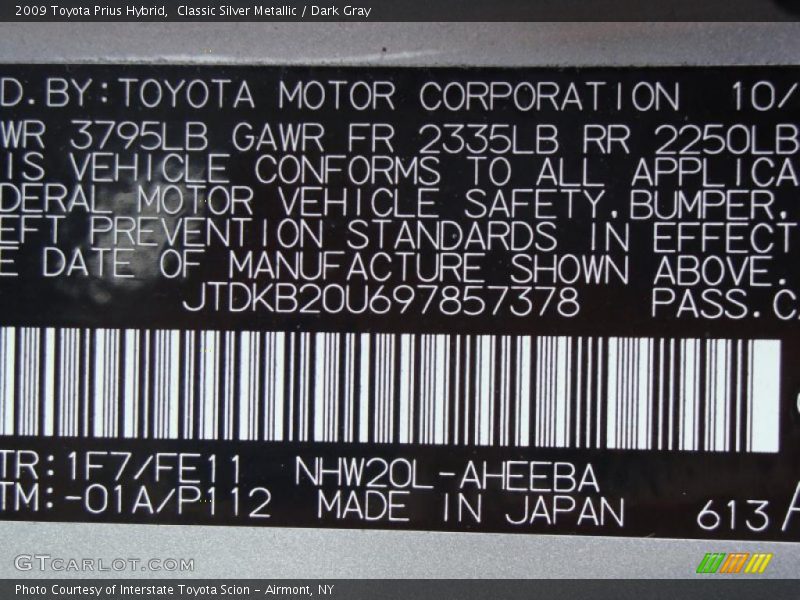 2009 Toyota Prius Hybrid,  Classic Silver Metallic / Dark Gray
D.BY:TOYOTA MOTOR CORPORATION 10/
WR 3795LB GAWR FR 2335LB RR 2250LB
IS VEHICLE CONFORMS TO ALL APPLICA
DERAL MOTOR VEHICLE SAFETY,BUMPER,
EFT PREVENTION STANDARDS IN EFFECT
E DATE OF MANUFACTURE SHOWN ABOVE.
JTDKB20U697857378 PASS.C
TR:1F7/FE11 NHW20L-AHEEBA
TM:-01A/P112 MADE IN JAPAN 613 A
GTCARLOT.COM
Photo Courtesy of Interstate Toyota Scion - Airmont, NY